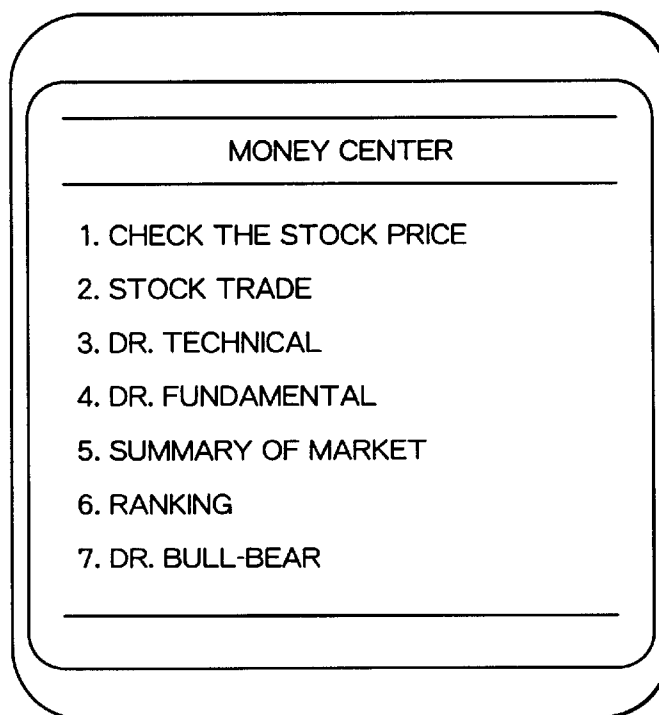 MONEY CENTER
1. CHECK THE STOCK PRICE
2. STOCK TRADE
3. DR. TECHNICAL
4. DR. FUNDAMENTAL
5. SUMMARY OF MARKET
6. RANKING
7. DR. BULL-BEAR